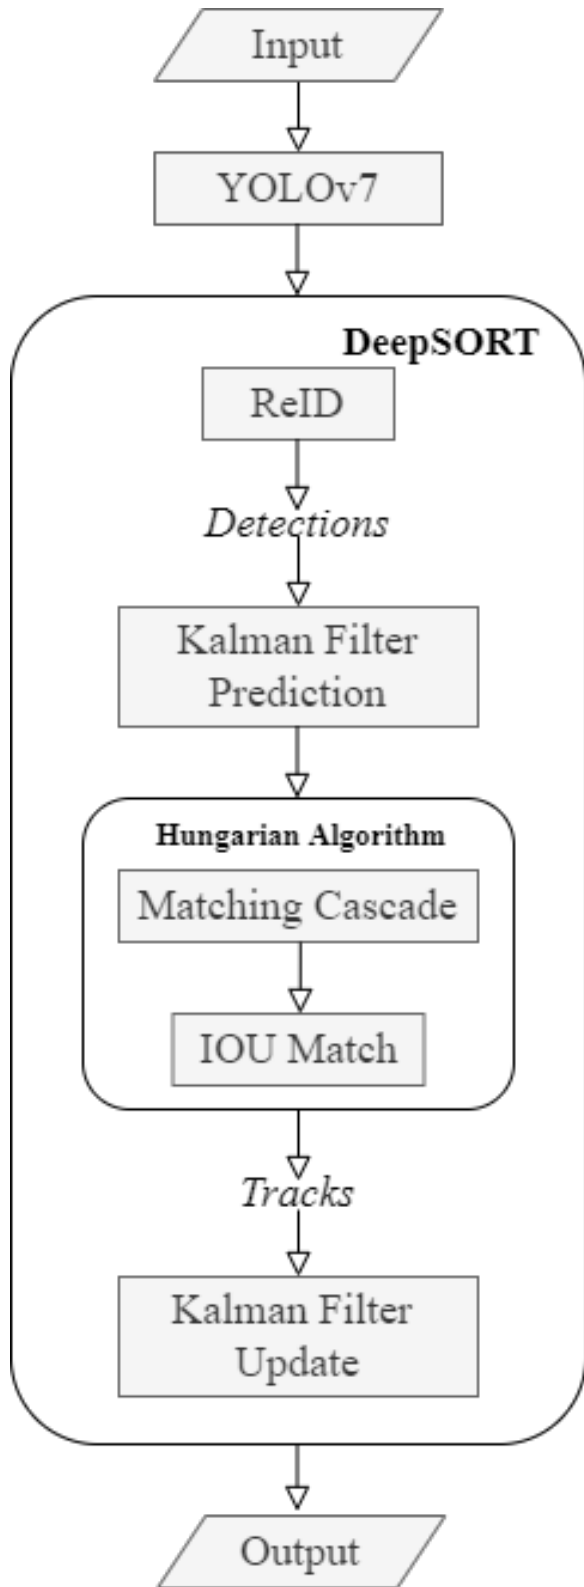 Input
YOLOv7
DeepSORT
ReID
Detections
Kalman Filter
Prediction
Hungarian Algorithm
Matching Cascade
IOU Match
Tracks
Kalman Filter
Update
Output